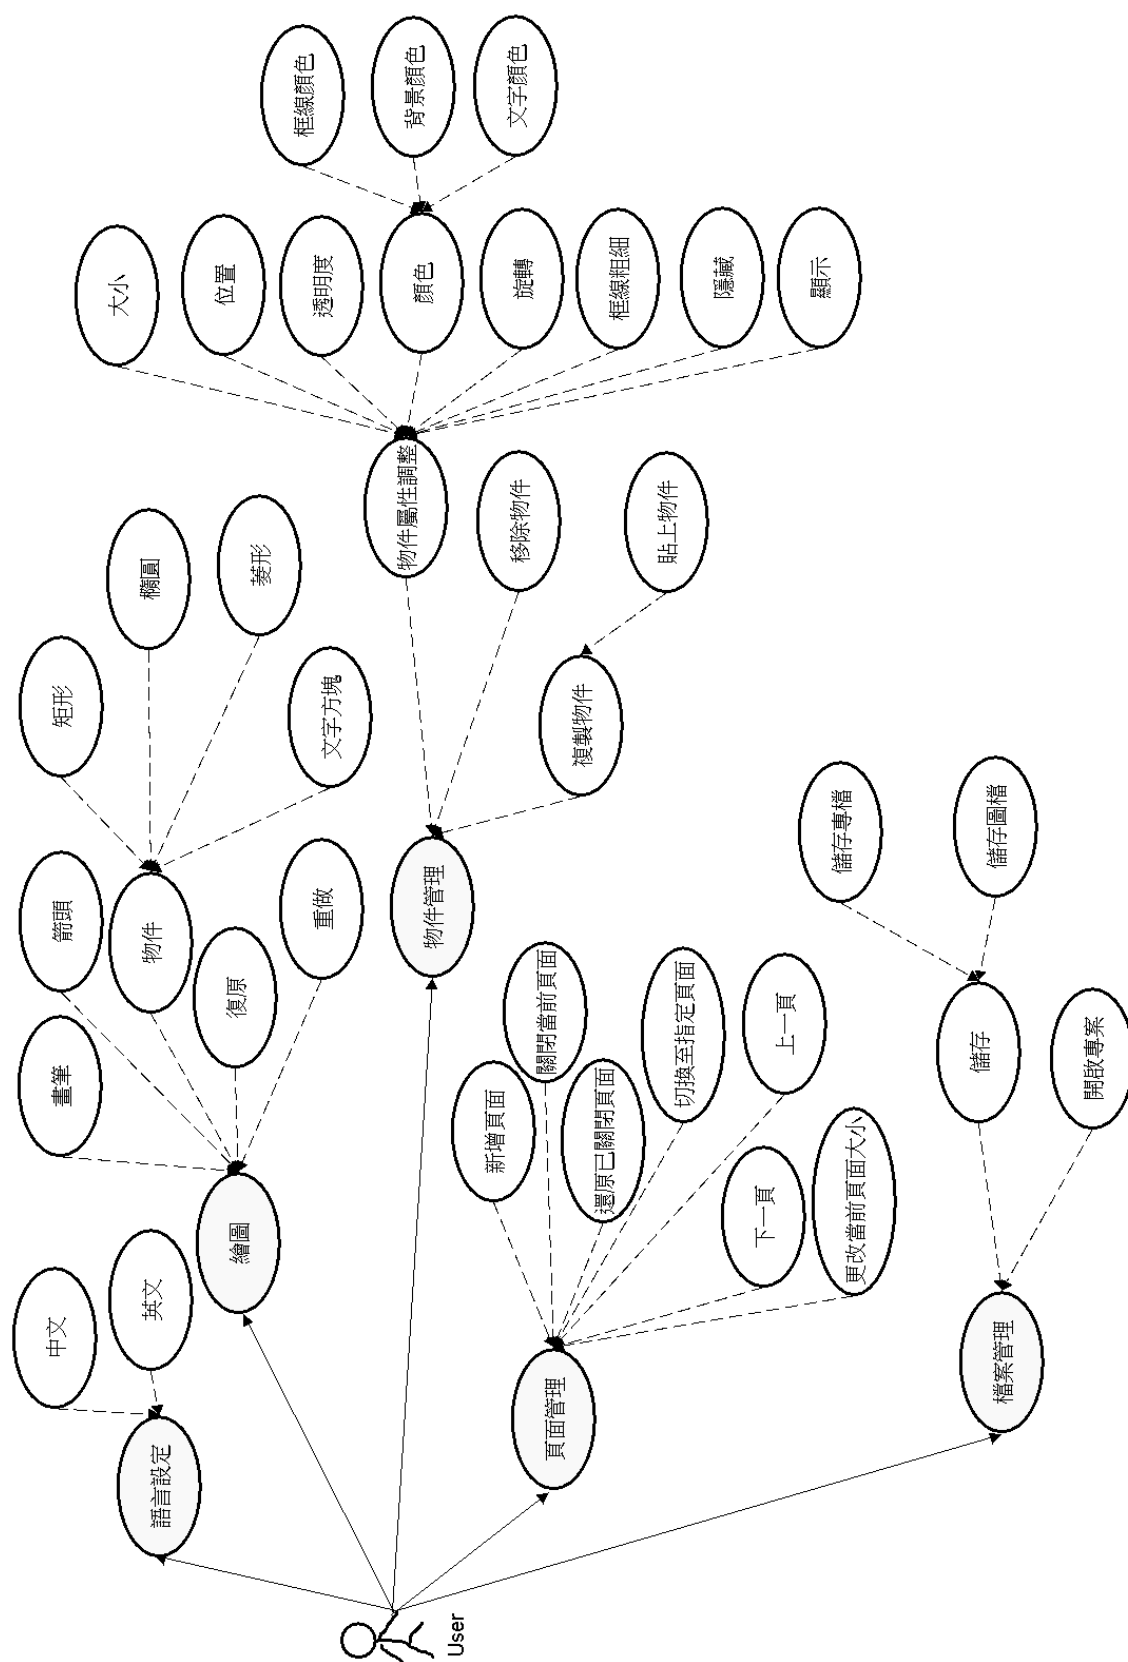 User
語言設定
中文
英文
繪圖
畫筆
箭頭
物件
復原
重做
矩形
橢圓
菱形
文字方塊
物件管理
物件屬性調整
移除物件
複製物件
貼上物件
大小
位置
透明度
顏色
旋轉
框線粗細
隱藏
顯示
框線顏色
背景顏色
文字顏色
頁面管理
新增頁面
關閉當前頁面
還原已關閉頁面
切換至指定頁面
上一頁
下一頁
更改當前頁面大小
檔案管理
儲存
開啟專案
儲存專檔
儲存圖檔